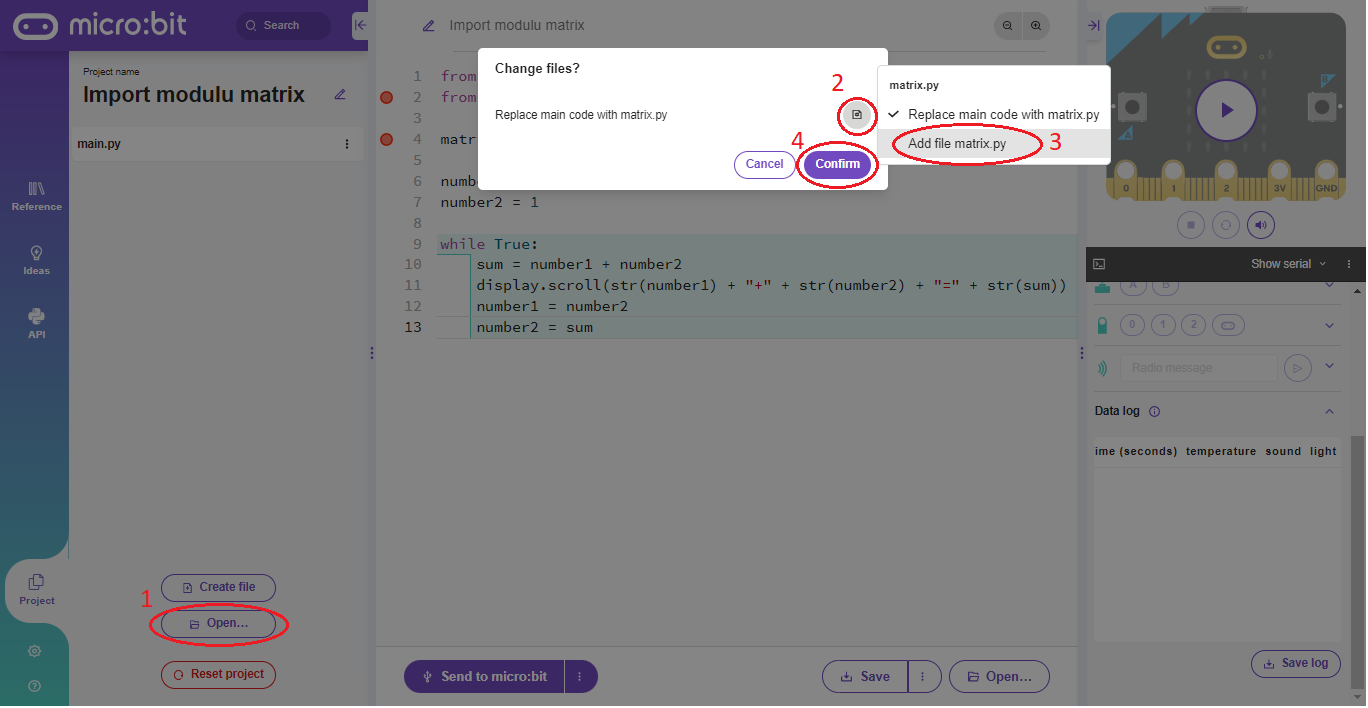 micro:bit
Search
Project name
Import modulu matrix
main.py
Reference
Ideas
API
Project
1
Create file
Open...
Reset project
Import modulu matrix
1 from
2 from
3
4 matr
5
6 numb
7 number2 = 1
8
9 while True:
10 sum = number1 + number2
11 display.scroll(str(number1) + "+" + str(number2) + "=" + str(sum))
12 number1 = number2
13 number2 = sum
Change files?
Replace main code with matrix.py
2
4
Cancel
Confirm
matrix.py
Replace main code with matrix.py
Add file matrix.py
3
Send to micro:bit
Save
Open...
B
A
0 1 2 3V GND
Show serial
A B
0 1 2
Radio message
Data log
ime (seconds) temperature sound light
Save log